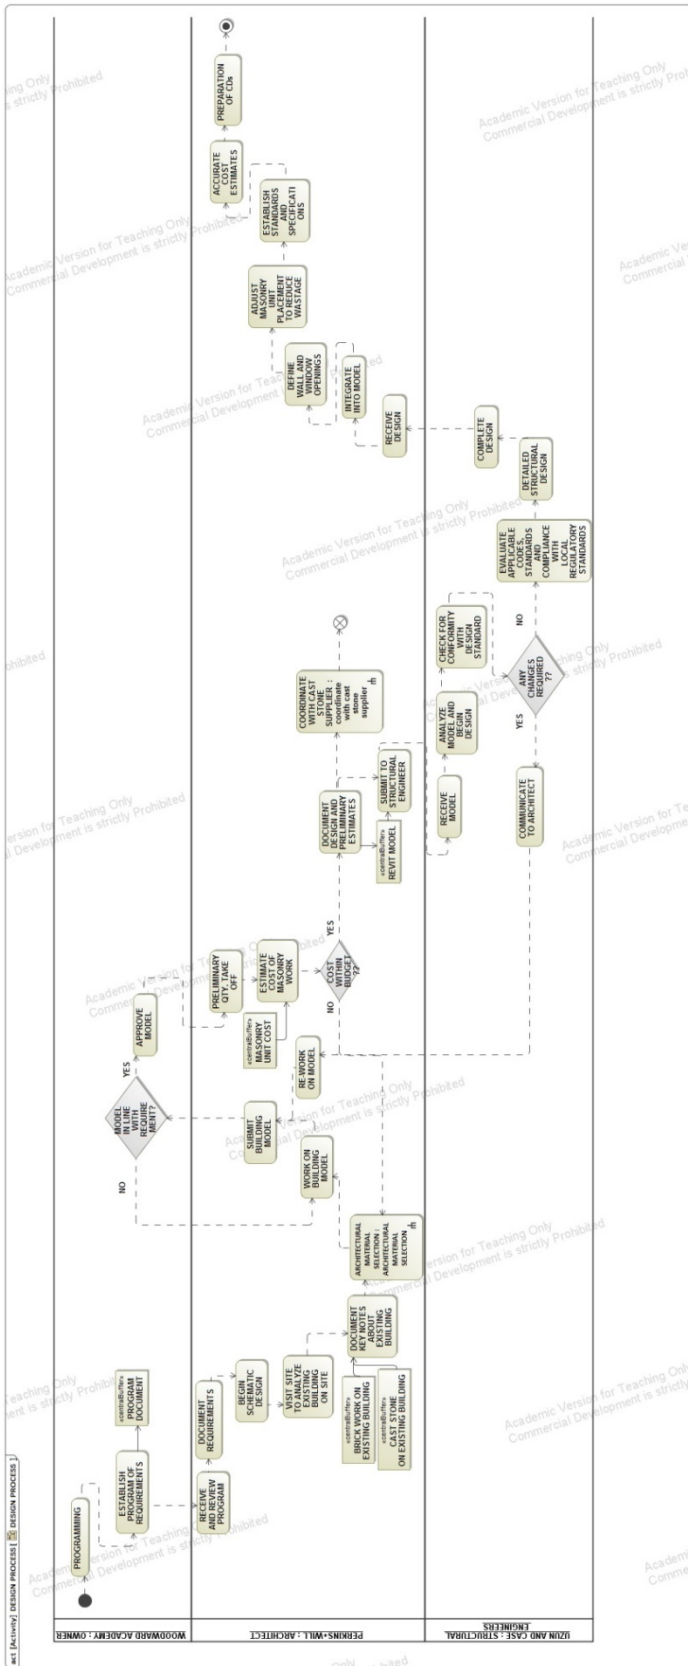 act [Activity] DESIGN PROCESS [ DESIGN PROCESS ]
WOODWARD ACADEMY : OWNER
PROGRAMMING
ESTABLISH
PROGRAM OF
REQUIREMENTS
«centralBuffer»
PROGRAM
DOCUMENT
MODEL
IN LINE
WITH
REQUIRE
MENT?
NO
YES
APPROVE
MODEL
PERKINS+WILL : ARCHITECT
RECEIVE
AND REVIEW
PROGRAM
DOCUMENT
REQUIREMENTS
BEGIN
SCHEMATIC
DESIGN
VISIT SITE
TO ANALYZE
EXISTING
BUILDING
ON SITE
«centralBuffer»
BRICK WORK ON
EXISTING BUILDING
«centralBuffer»
CAST STONE
ON EXISTING BUILDING
DOCUMENT
KEY NOTES
ABOUT
EXISTING
BUILDING
ARCHITECTURAL
MATERIAL
SELECTION :
ARCHITECTURAL
MATERIAL
SELECTION
WORK ON
BUILDING
MODEL
SUBMIT
BUILDING
MODEL
RE-WORK
ON MODEL
PRELIMINARY
QTY. TAKE
OFF
«centralBuffer»
MASONRY
UNIT COST
ESTIMATE
COST OF
MASONRY
WORK
COST
WITHIN
BUDGET
??
NO
YES
DOCUMENT
DESIGN AND
PRELIMINARY
ESTIMATES
«centralBuffer»
REVIT MODEL
SUBMIT TO
STRUCTURAL
ENGINEER
COORDINATE
WITH CAST
STONE
SUPPLIER :
coordinate
with cast
stone
supplier
RECEIVE
DESIGN
INTEGRATE
INTO MODEL
DEFINE
WALL AND
WINDOW
OPENINGS
ADJUST
MASONRY
UNIT
PLACEMENT
TO REDUCE
WASTAGE
ESTABLISH
STANDARDS
AND
SPECIFICATI
ONS
ACCURATE
COST
ESTIMATES
PREPARATION
OF CDs
UZUN AND CASE : STRUCTURAL
ENGINEERS
RECEIVE
MODEL
ANALYZE
MODEL AND
BEGIN
DESIGN
CHECK FOR
CONFORMITY
WITH
DESIGN
STANDARD
ANY
CHANGES
REQUIRED
??
YES
NO
COMMUNICATE
TO ARCHITECT
EVALUATE
APPLICABLE
CODES,
STANDARDS
AND
COMPLIANCE
WITH
LOCAL
REGULATORY
STANDARDS
DETAILED
STRUCTURAL
DESIGN
COMPLETE
DESIGN
Academic Version for Teaching Only
Commercial Development is strictly Prohibited